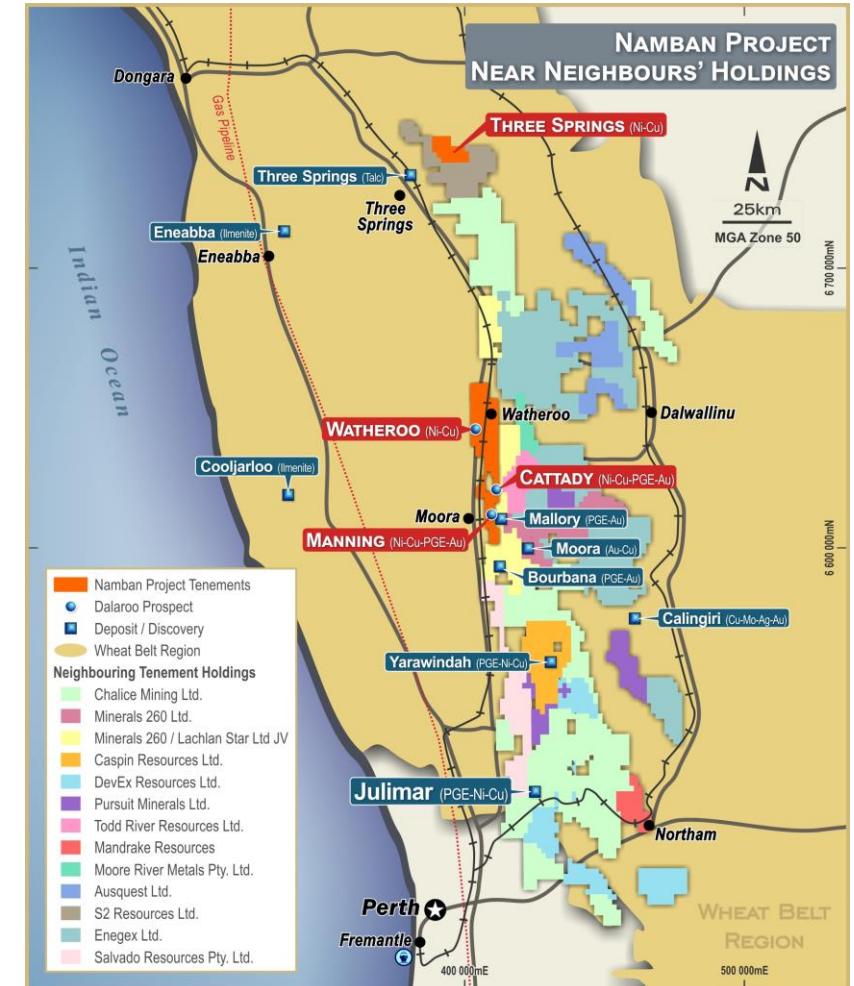 NAMBAN PROJECT
NEAR NEIGHBOURS' HOLDINGS
Dongara
Gas Pipeline
THREE SPRINGS (Ni-Cu)
Three Springs (Talc)
Three
Springs
N
25km
MGA Zone 50
Eneabba (Ilmenite)
Eneabba
Indian Ocean
6 700 000mN
WATHEROO (Ni-Cu)
Watheroo
Dalwallinu
Cooljarloo (Ilmenite)
CATTADY (Ni-Cu-PGE-Au)
Moora
Mallory (PGE-Au)
MANNING (Ni-Cu-PGE-Au)
Moora (Au-Cu)
6 600 000mN
Bourbana (PGE-Au)
Calingiri (Cu-Mo-Ag-Au)
Yarawindah (PGE-Ni-Cu)
Julimar (PGE-Ni-Cu)
Northam
Perth
Fremantle
WHEAT BELT
REGION
400 000mE
500 000mE
Namban Project Tenements
Dalaroo Prospect
Deposit / Discovery
Wheat Belt Region
Neighbouring Tenement Holdings
Chalice Mining Ltd.
Minerals 260 Ltd.
Minerals 260 / Lachlan Star Ltd JV
Caspin Resources Ltd.
DevEx Resources Ltd.
Pursuit Minerals Ltd.
Todd River Resources Ltd.
Mandrake Resources
Moore River Metals Pty. Ltd.
Ausquest Ltd.
S2 Resources Ltd.
Enegex Ltd.
Salvado Resources Pty. Ltd.